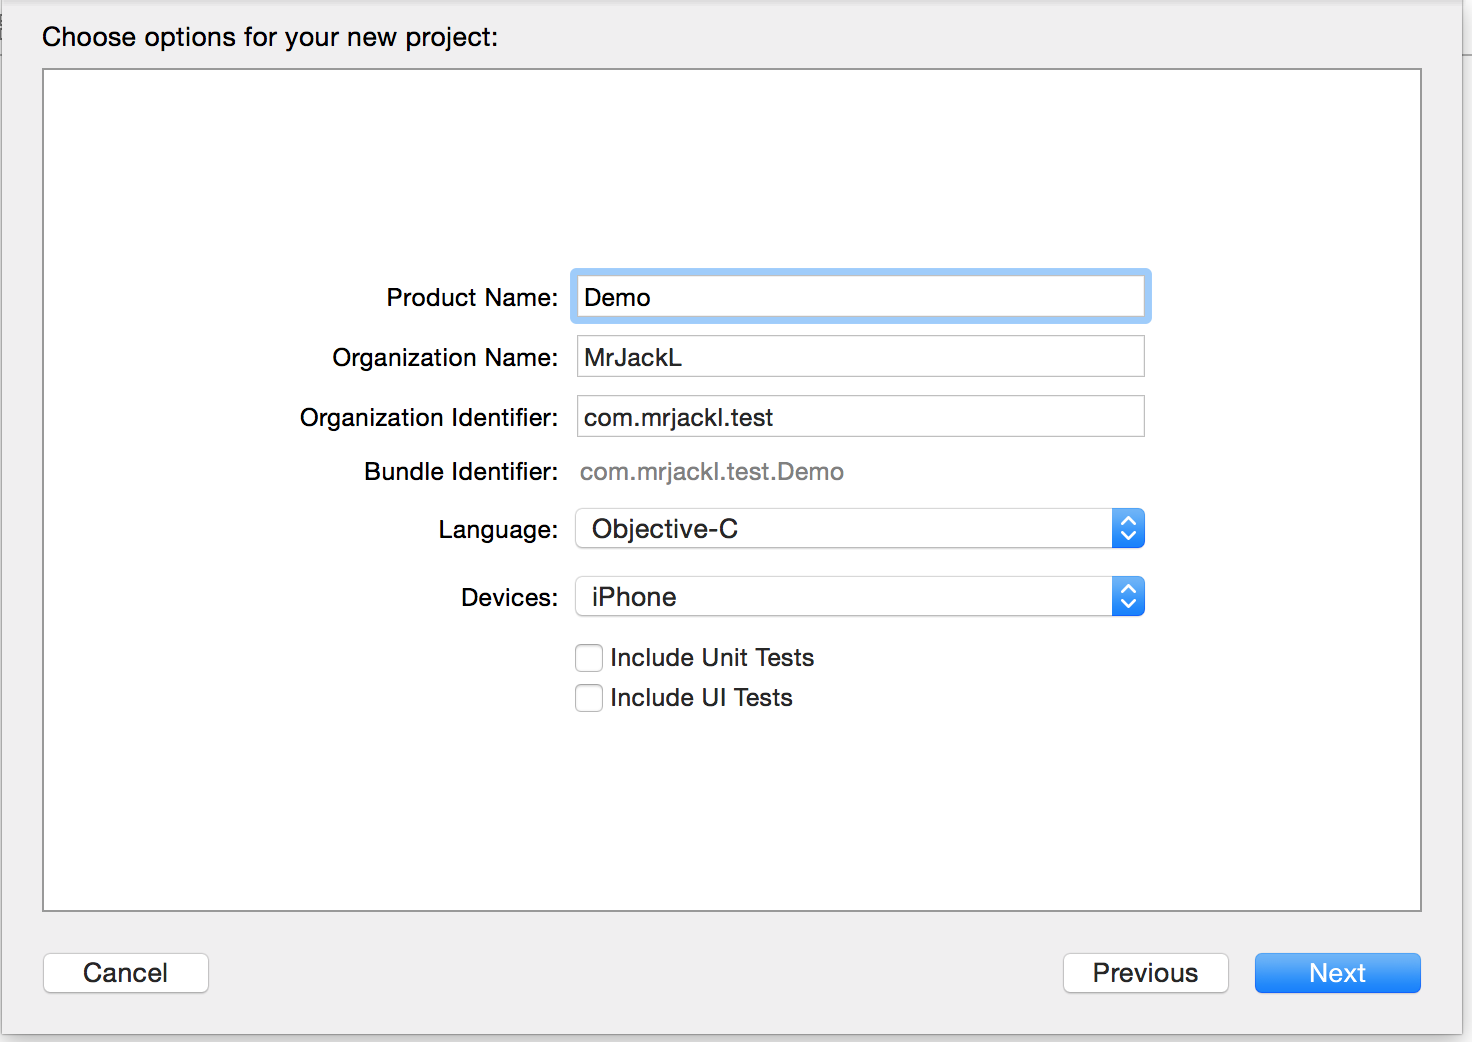 Choose options for your new project:
Product Name: Demo
Organization Name: MrJackL
Organization Identifier: com.mrjackl.test
Bundle Identifier: com.mrjackl.test.Demo
Language: Objective-C
Devices: iPhone
Include Unit Tests
Include UI Tests
Cancel Previous Next